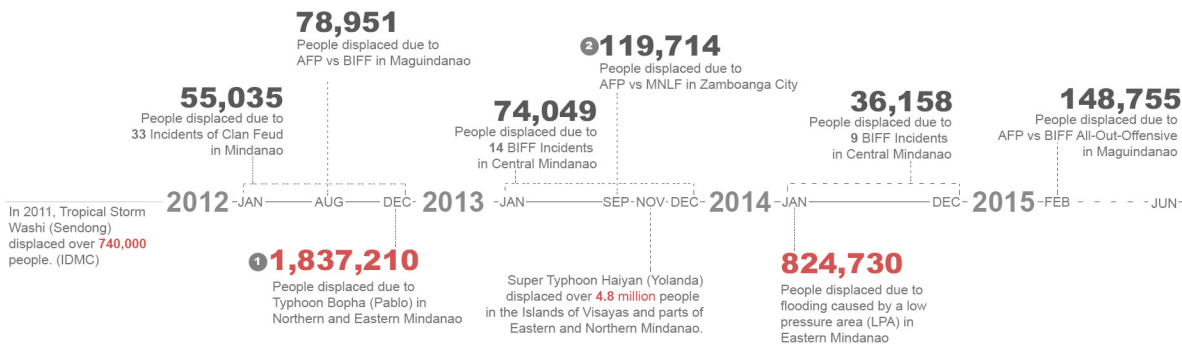 78,951
People displaced due to
AFP vs BIFF in Maguindanao
2 119,714
People displaced due to
AFP vs MNLF in Zamboanga City
55,035
People displaced due to
33 Incidents of Clan Feud
in Mindanao
74,049
People displaced due to
14 BIFF Incidents
in Central Mindanao
36,158
People displaced due to
9 BIFF Incidents
in Central Mindanao
148,755
People displaced due to
AFP vs BIFF All-Out-Offensive
in Maguindanao
2012 JAN AUG DEC 2013 JAN SEP NOV DEC 2014 JAN DEC 2015 FEB JUN
In 2011, Tropical Storm
Washi (Sendong)
displaced over 740,000
people. (IDMC)
1 1,837,210
People displaced due to
Typhoon Bopha (Pablo) in
Northern and Eastern Mindanao
Super Typhoon Haiyan (Yolanda)
displaced over 4.8 million people
in the Islands of Visayas and parts of
Eastern and Northern Mindanao.
824,730
People displaced due to
flooding caused by a low
pressure area (LPA) in
Eastern Mindanao